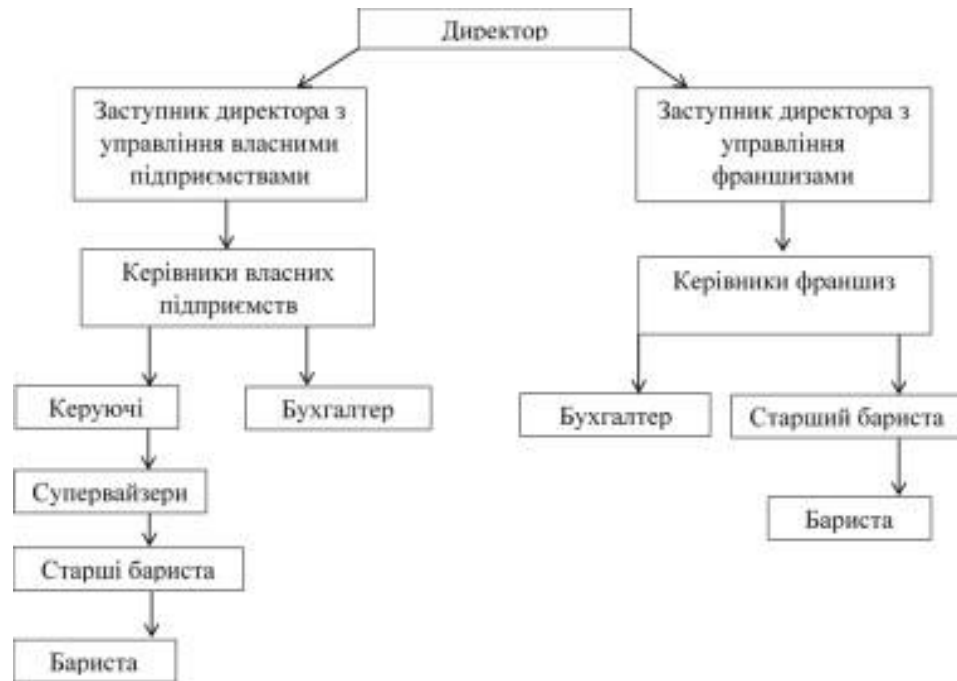 Директор
Заступник директора з
управління власними
підприємствами
Заступник директора з
управління
франшизами
Керівники власних
підприємств
Керівники франшиз
Керуючі
Бухгалтер
Бухгалтер
Старший бариста
Супервайзери
Бариста
Старші бариста
Бариста